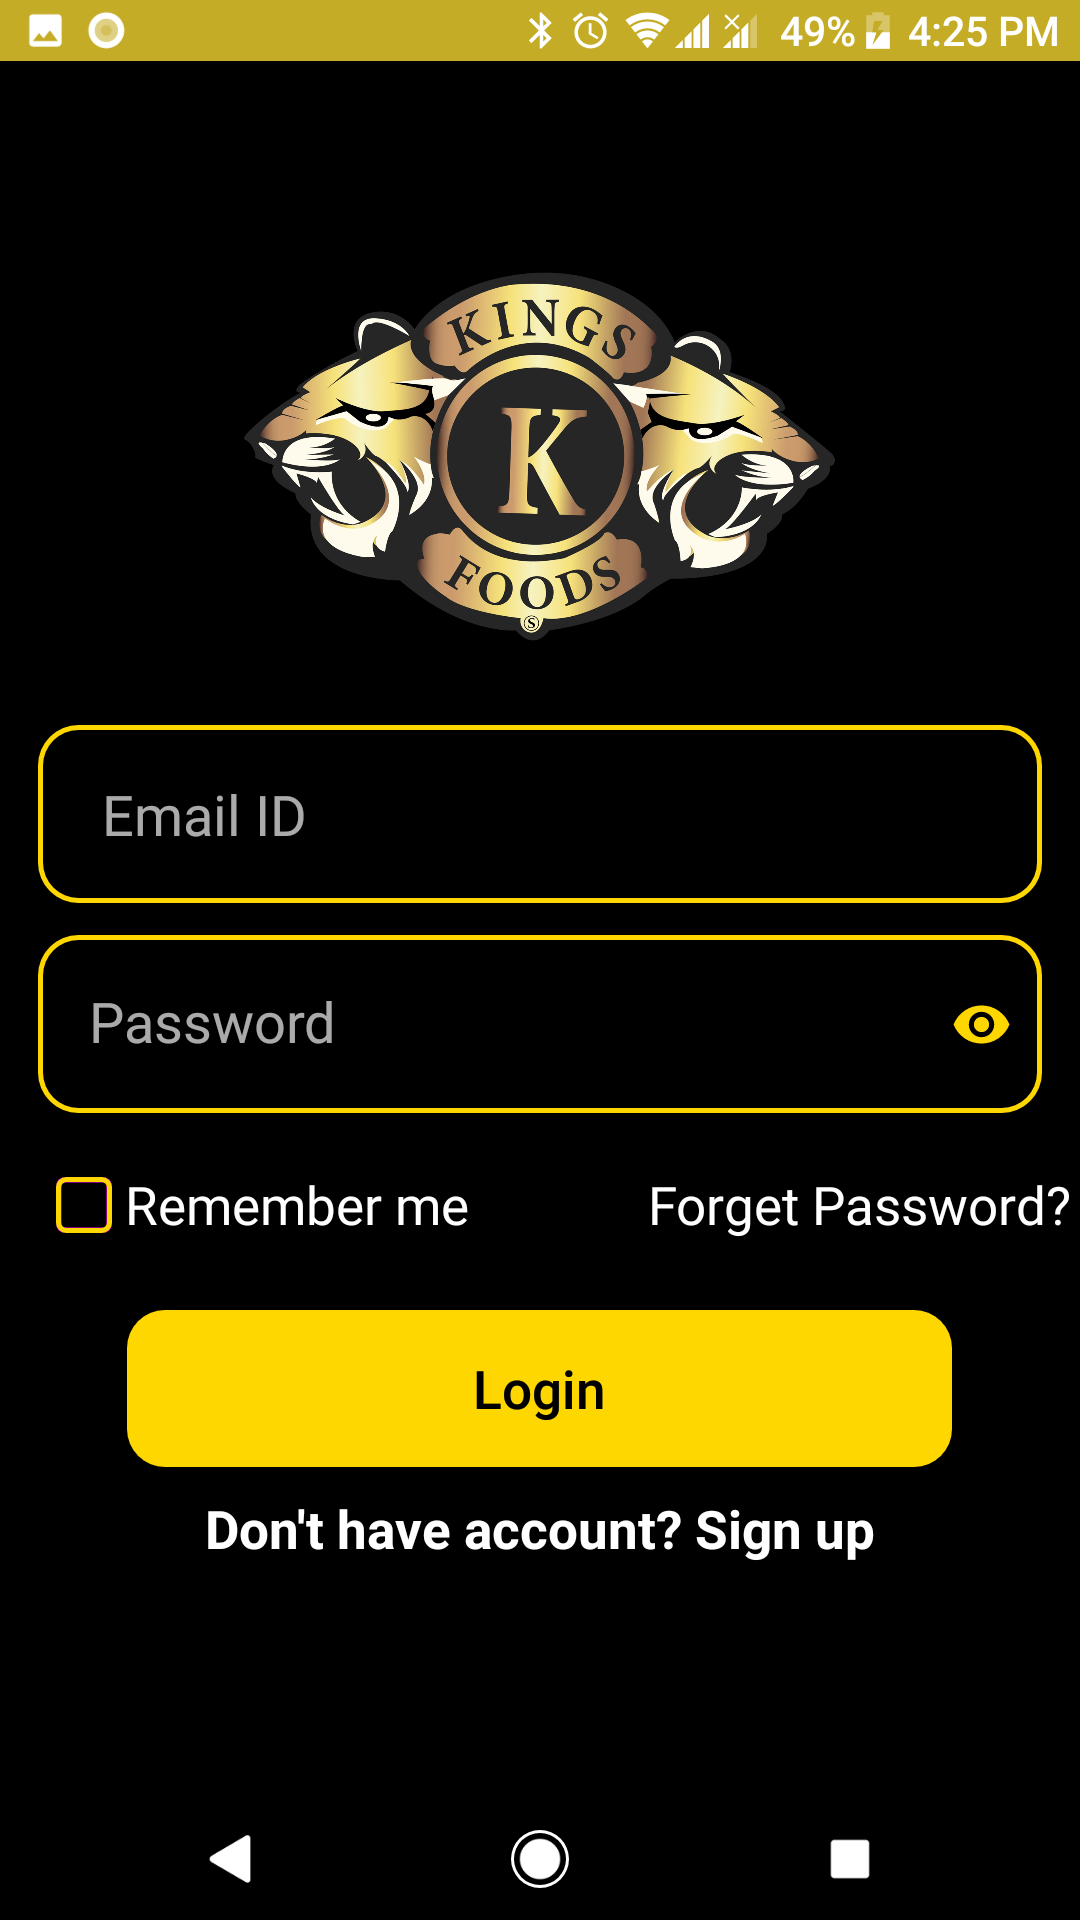 49% 4:25 PM
KINGS
K
FOODS
S
Email ID
Password
Remember me Forget Password?
Login
Don't have account? Sign up